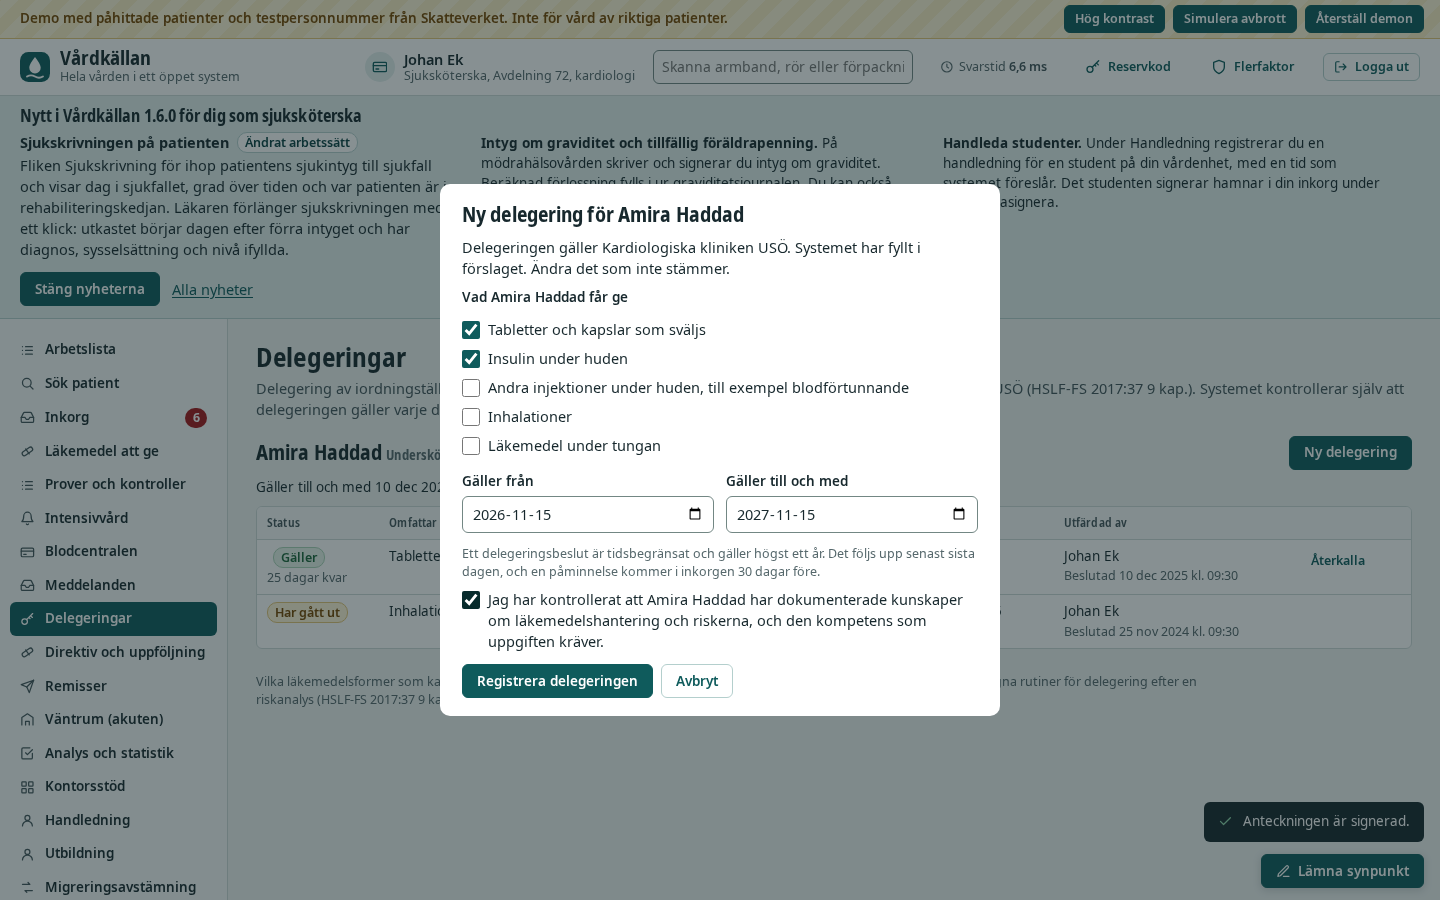 Demo med påhittade patienter och testpersonnummer från Skatteverket. Inte för vård av riktiga patienter.
Hög kontrast
Simulera avbrott
Återställ demon
Vårdkällan
Hela vården i ett öppet system
Johan Ek
Sjuksköterska, Avdelning 72, kardiologi
Skanna armband, rör eller förpackni
Svarstid 6,6 ms
Reservkod
Flerfaktor
Logga ut
Nytt i Vårdkällan 1.6.0 för dig som sjuksköterska
Sjukskrivningen på patienten Ändrat arbetssätt
Fliken Sjukskrivning för ihop patientens sjukintyg till sjukfall
och visar dag i sjukfallet, grad över tiden och var patienten är i
rehabiliteringskedjan. Läkaren förlänger sjukskrivningen med
ett klick: utkastet börjar dagen efter förra intyget och har
diagnos, sysselsättning och nivå ifyllda.
Intyg om graviditet och tillfällig föräldrapenning. På
mödrahälsovården skriver och signerar du intyg om graviditet.
Beräknad förlossning fylls i ur graviditetsjournalen. Du kan också
Handleda studenter. Under Handledning registrerar du en
handledning för en student på din vårdenhet, med en tid som
systemet föreslår. Det studenten signerar hamnar i din inkorg under
Stäng nyheterna
Alla nyheter
Arbetslista
Sök patient
Inkorg 6
Läkemedel att ge
Prover och kontroller
Intensivvård
Blodcentralen
Meddelanden
Delegeringar
Direktiv och uppföljning
Remisser
Väntrum (akuten)
Analys och statistik
Kontorsstöd
Handledning
Utbildning
Migreringsavstämning
Delegeringar
Delegering av
USÖ (HSLF-FS 2017:37 9 kap.). Systemet kontrollerar själv att
delegeringen gäller varje
Amira Haddad
Ny delegering
Gäller till och med 10 dec
Status
Omfattar
Utfärdad av
Gäller
25 dagar kvar
Johan Ek
Beslutad 10 dec 2025 kl. 09:30
Återkalla
Har gått ut
Johan Ek
Beslutad 25 nov 2024 kl. 09:30
Vilka läkemedelsformer som
rutiner för delegering efter en
riskanalys (HSLF-FS 2017:37 9
Ny delegering för Amira Haddad
Delegeringen gäller Kardiologiska kliniken USÖ. Systemet har fyllt i
förslaget. Ändra det som inte stämmer.
Vad Amira Haddad får ge
Tabletter och kapslar som sväljs
Insulin under huden
Andra injektioner under huden, till exempel blodförtunnande
Inhalationer
Läkemedel under tungan
Gäller från
Gäller till och med
2026-11-15
2027-11-15
Ett delegeringsbeslut är tidsbegränsat och gäller högst ett år. Det följs upp senast sista
dagen, och en påminnelse kommer i inkorgen 30 dagar före.
Jag har kontrollerat att Amira Haddad har dokumenterade kunskaper
om läkemedelshantering och riskerna, och den kompetens som
uppgiften kräver.
Registrera delegeringen
Avbryt
Anteckningen är signerad.
Lämna synpunkt